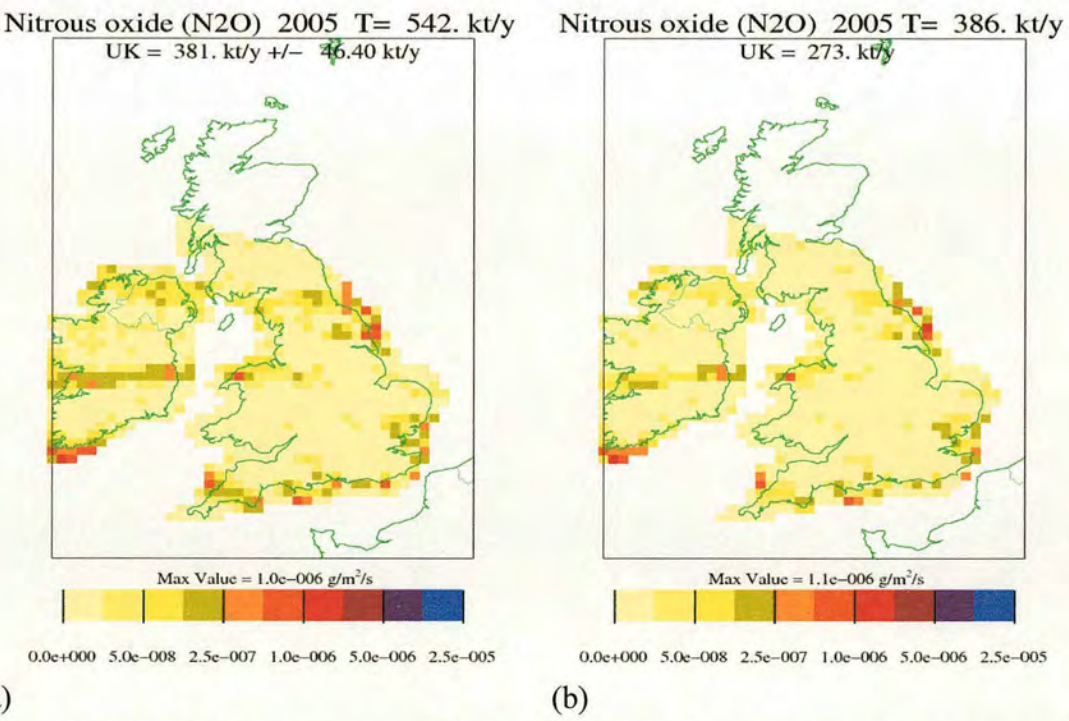 Nitrous oxide (N2O) 2005 T= 542. kt/y
UK = 381. kt/y +/− 46.40 kt/y
Max Value = 1.0e−006 g/m²/s
0.0e+000 5.0e−008 2.5e−007 1.0e−006 5.0e−006 2.5e−005
)
Nitrous oxide (N2O) 2005 T= 386. kt/y
UK = 273. kt/y
Max Value = 1.1e−006 g/m²/s
0.0e+000 5.0e−008 2.5e−007 1.0e−006 5.0e−006 2.5e−005
(b)